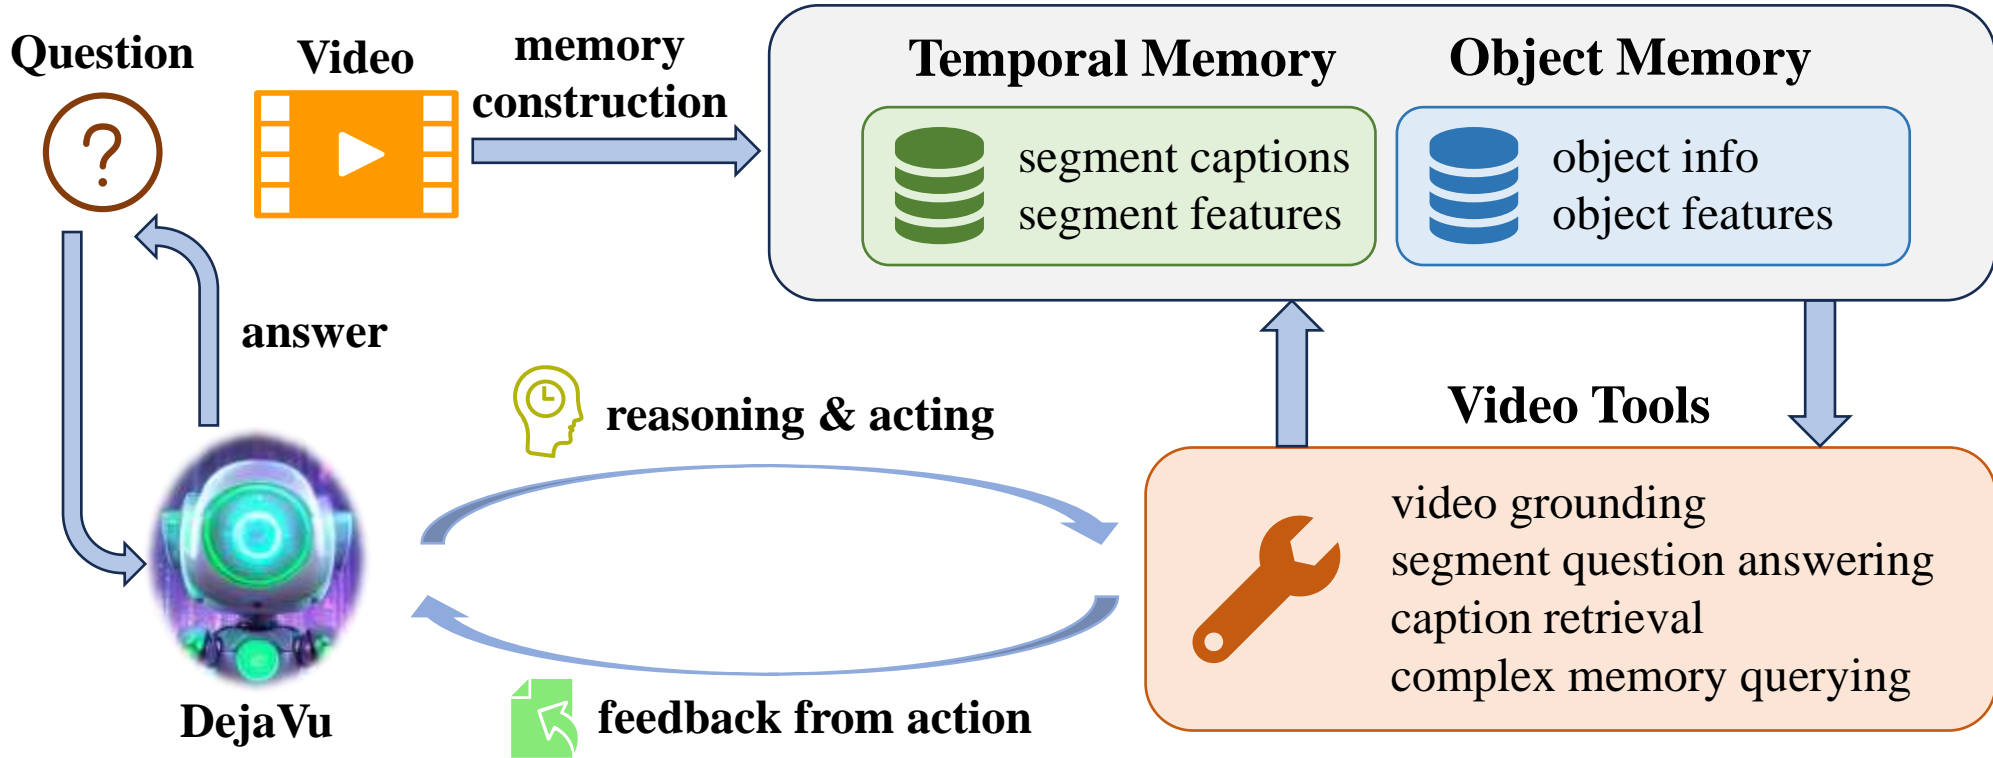 Question
Video
memory
construction
Temporal Memory
segment captions
segment features
Object Memory
object info
object features
answer
reasoning & acting
Video Tools
video grounding
segment question answering
caption retrieval
complex memory querying
DejaVu
feedback from action